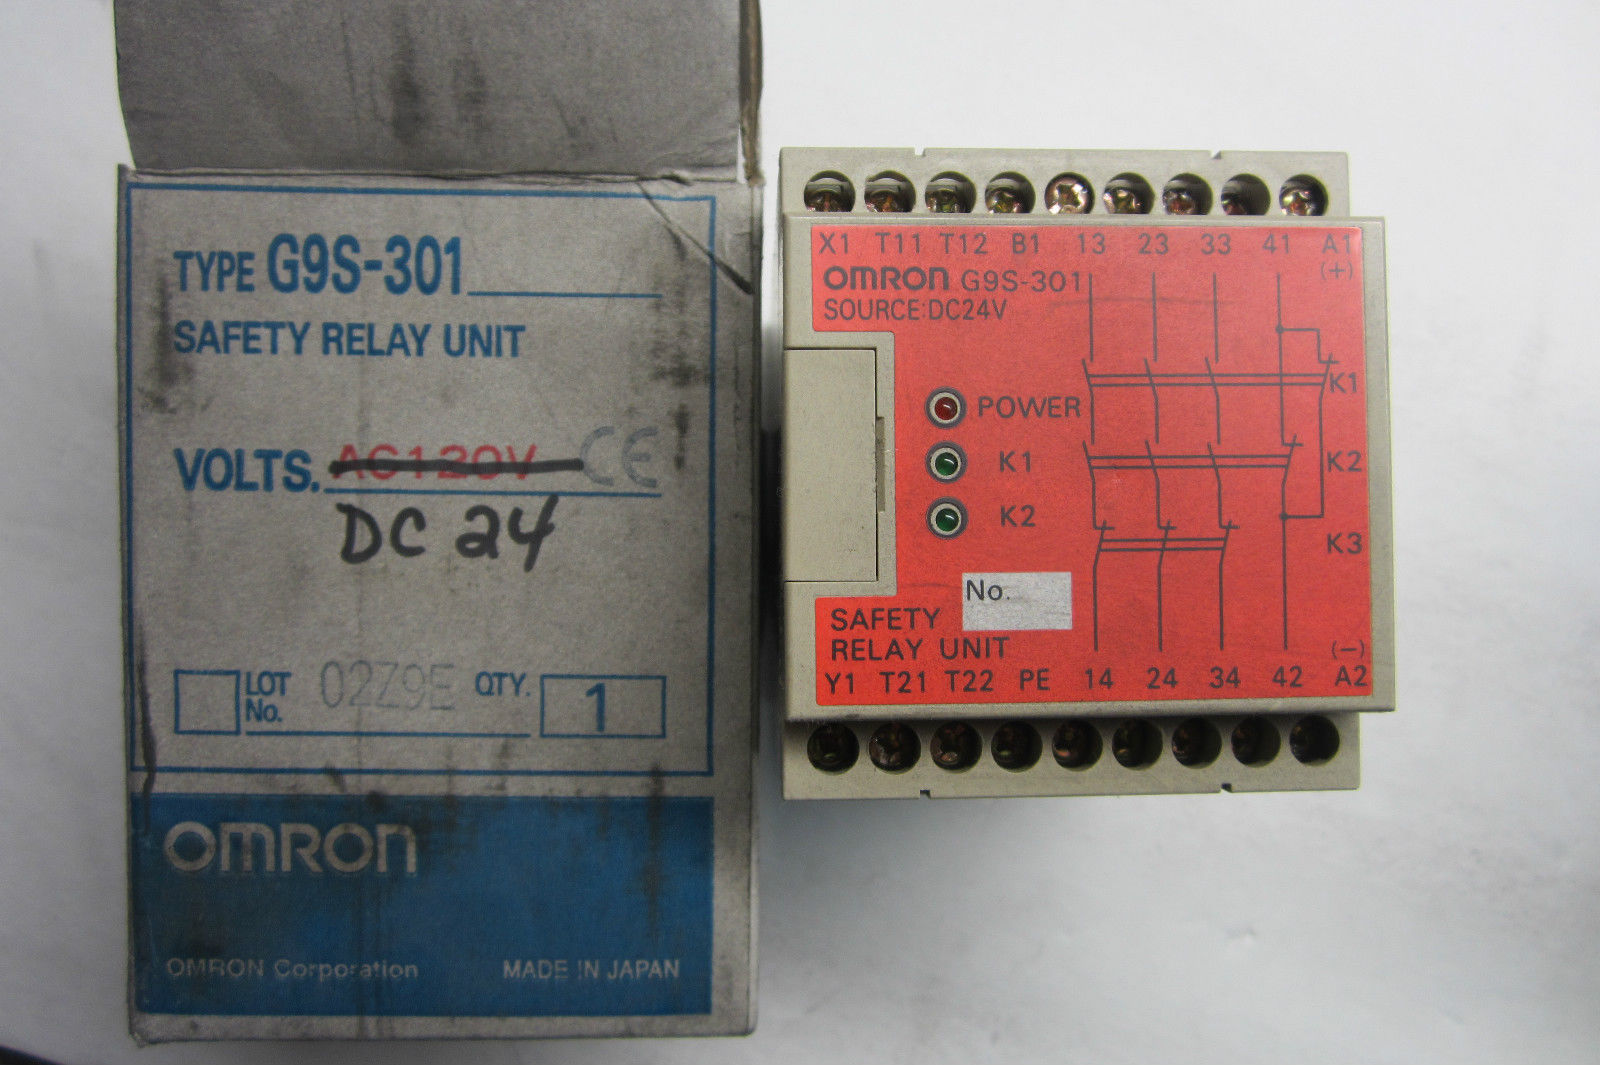 TYPE G9S-301
SAFETY RELAY UNIT
VOLTS. AC120V CE
DC 24
LOT No. 02Z9E QTY. 1
OMRON
OMRON Corporation MADE IN JAPAN
X1 T11 T12 B1 13 23 33 41 A1
(+)
OMRON G9S-301
SOURCE:DC24V
K1
POWER
K1
K2
K2
K3
No.
SAFETY
RELAY UNIT
(−)
Y1 T21 T22 PE 14 24 34 42 A2